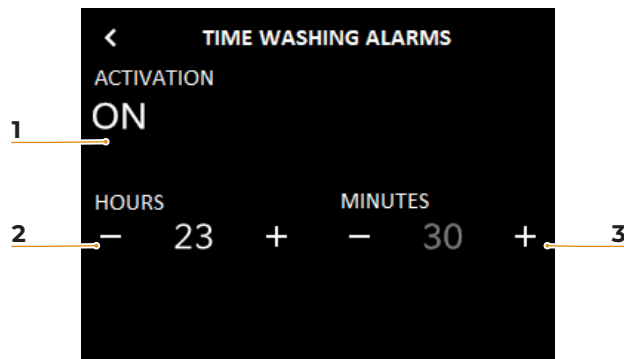 TIME WASHING ALARMS
ACTIVATION
ON
1
HOURS MINUTES
2 — 23 + — 30 + 3